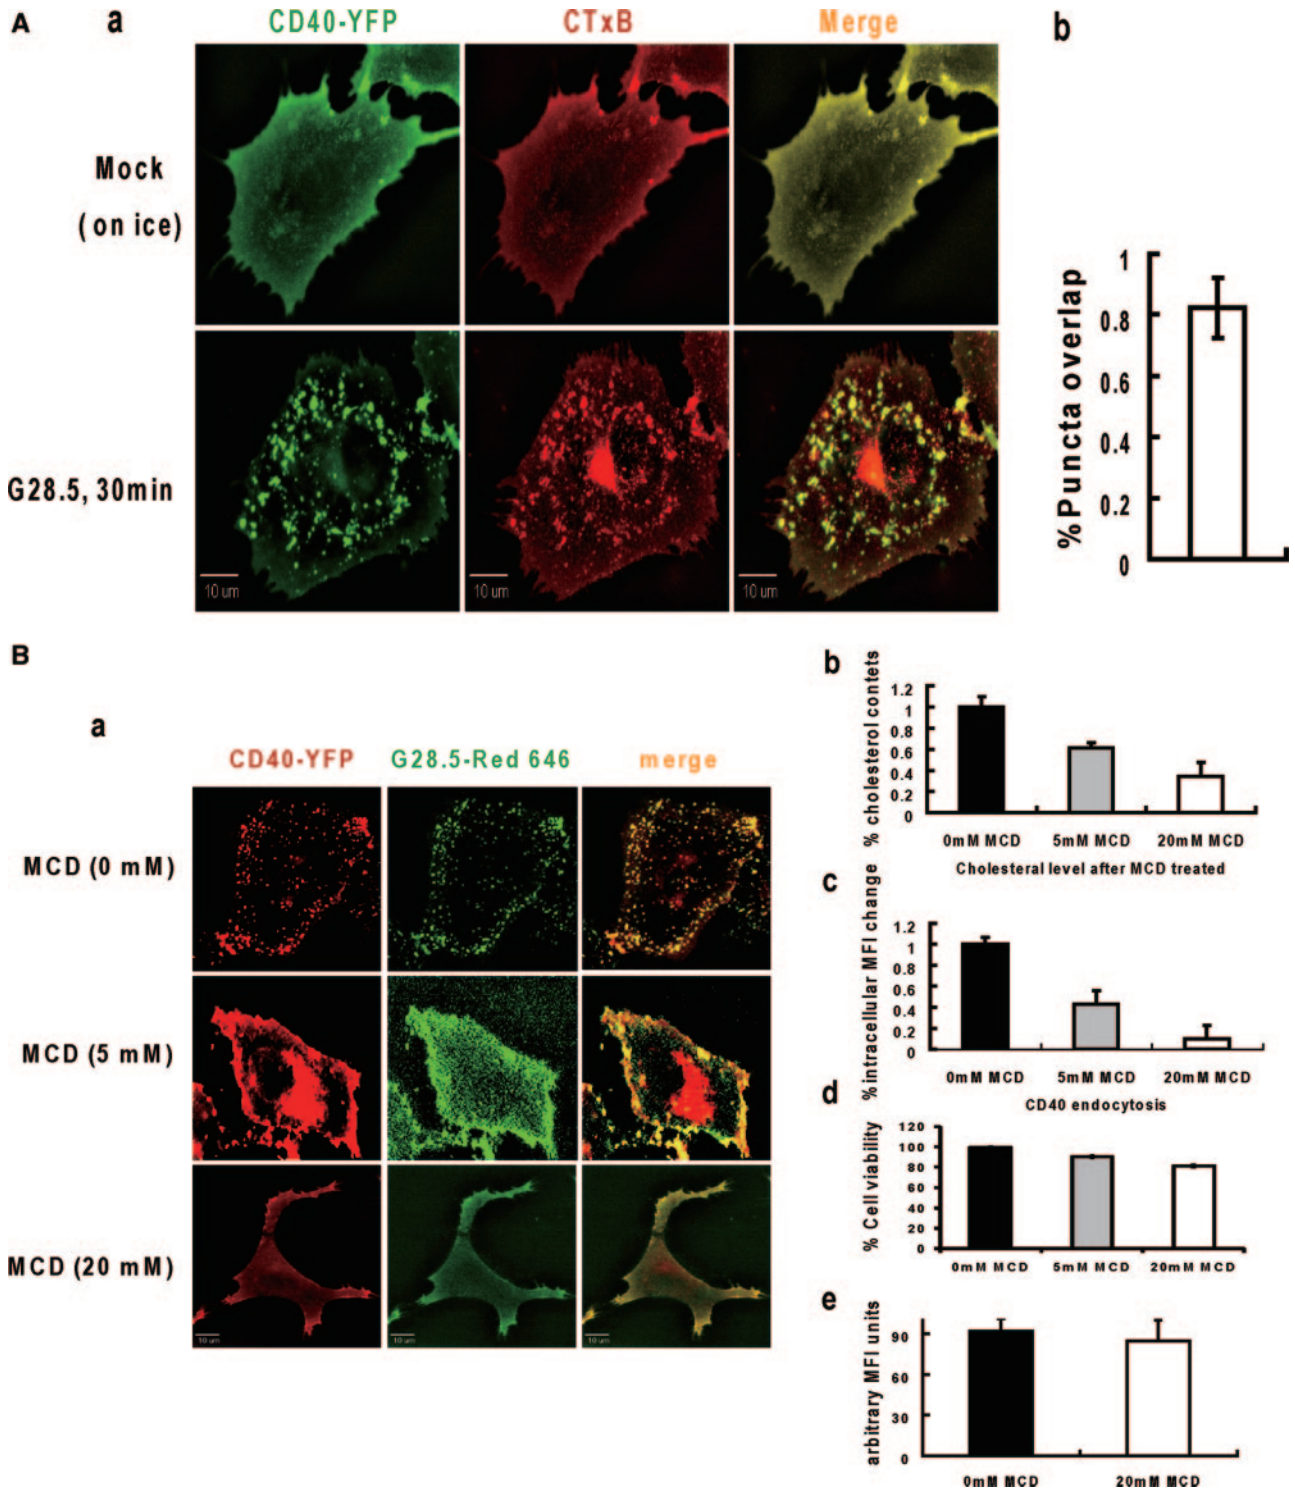 A
a
CD40-YFP
CTxB
Merge
b
Mock
(on ice)
G28.5, 30min
10 um
10 um
10 um
%Puncta overlap
1
0.8
0.6
0.4
0.2
0
B
a
CD40-YFP
G28.5-Red 646
merge
MCD (0 mM)
MCD (5 mM)
MCD (20 mM)
10 um
10 um
10 um
b
% cholesterol contets
1.2
1
0.8
0.6
0.4
0.2
0mM MCD
5mM MCD
20mM MCD
Cholesteral level after MCD treated
c
%intracellular MFI change
1.2
1
0.8
0.6
0.4
0.2
0
0mM MCD
5mM MCD
20mM MCD
CD40 endocytosis
d
% Cell viability
120
100
80
60
40
20
0
0mM MCD
5mM MCD
20mM MCD
e
arbitrary MFI units
90
60
30
0
0mM MCD
20mM MCD